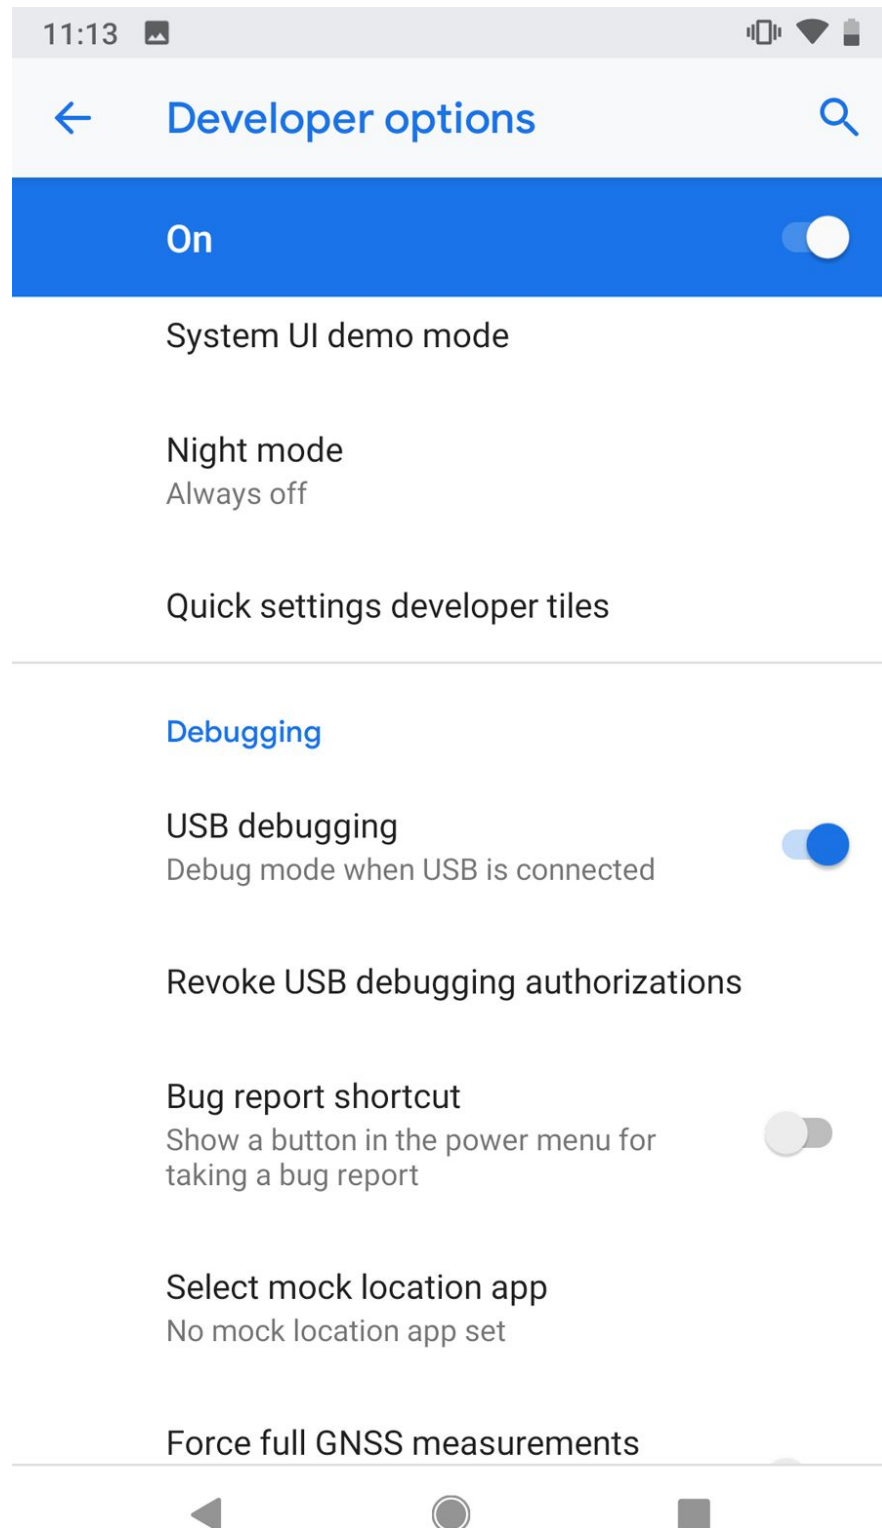 11:13
Developer options
On
System UI demo mode
Night mode
Always off
Quick settings developer tiles
Debugging
USB debugging
Debug mode when USB is connected
Revoke USB debugging authorizations
Bug report shortcut
Show a button in the power menu for
taking a bug report
Select mock location app
No mock location app set
Force full GNSS measurements